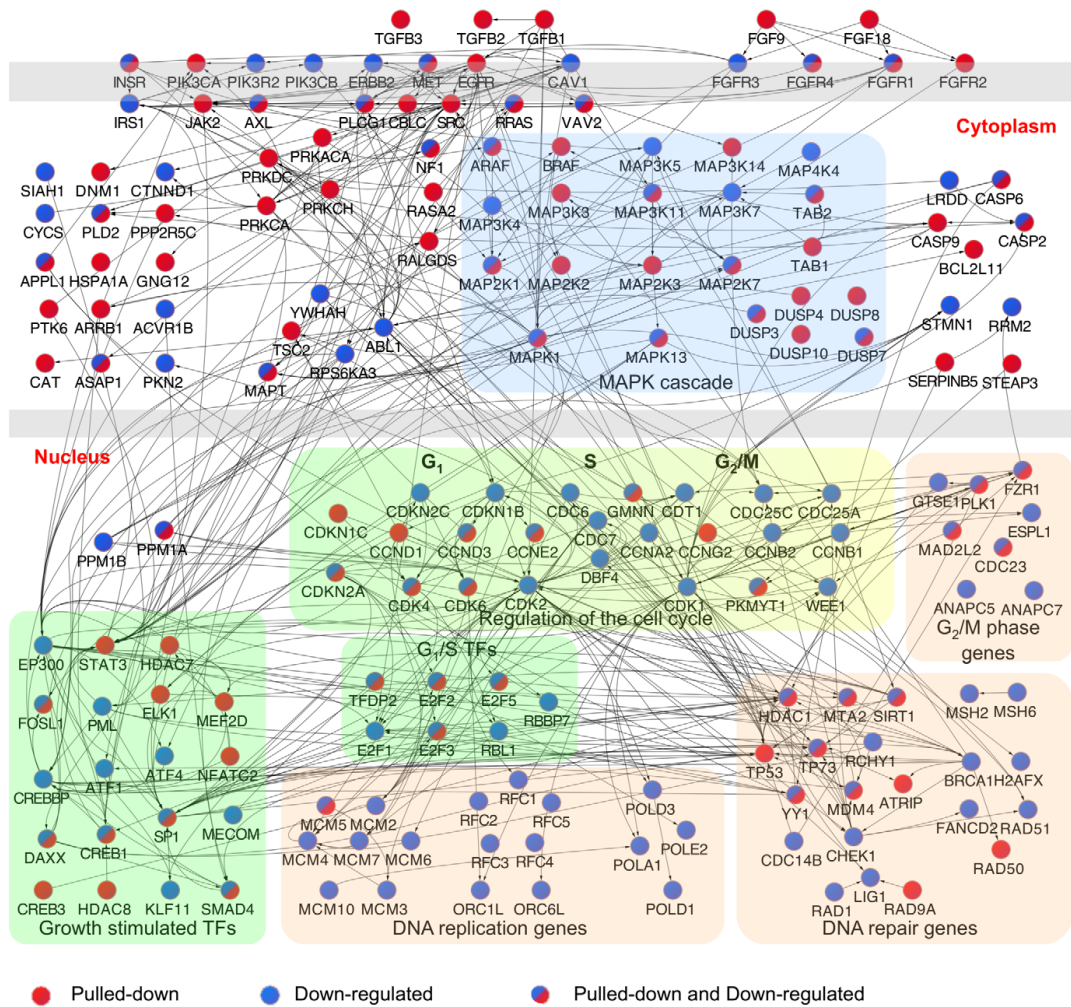 TGFB3 TGFB2 TGFB1 FGF9 FGF18
INSR PIK3CA PIK3R2 PIK3CB ERBB2 MET EGFR CAV1 FGFR3 FGFR4 FGFR1 FGFR2
IRS1 JAK2 AXL PLCG1 CBLC SRC RRAS VAV2
Cytoplasm
PRKACA NF1 ARAF BRAF MAP3K5 MAP3K14 MAP4K4
PRKDC
SIAH1 DNM1 CTNND1 PRKCH RASA2 MAP3K3 MAP3K11 MAP3K7 TAB2 LRDD CASP6
PRKCA MAP3K4
CYCS PLD2 PPP2R5C RALGDS CASP9 CASP2
APPL1 HSPA1A GNG12 MAP2K1 MAP2K2 MAP2K3 MAP2K7 TAB1 BCL2L11
YWHAH
PTK6 ARRB1 ACVR1B TSC2 ABL1 DUSP3 DUSP4 DUSP8 STMN1 RRM2
MAPK1 MAPK13 DUSP10 DUSP7
CAT ASAP1 PKN2 MAPT RPS6KA3 MAPK cascade SERPINB5 STEAP3
Nucleus
G1 S G2/M
CDKN2C CDKN1B CDC6 GMNN CDT1 CDC25C CDC25A GTSE1 PLK1 FZR1
CDKN1C CDC7 ESPL1
PPM1B PPM1A CCND1 CCND3 CCNE2 CCNA2 CCNG2 CCNB2 CCNB1 MAD2L2 CDC23
DBF4
CDKN2A CDK4 CDK6 CDK2 CDK1 PKMYT1 WEE1 ANAPC5 ANAPC7
Regulation of the cell cycle
G2/M phase
genes
EP300 STAT3 HDAC7 G1/S TFs
FOSL1 PML ELK1 MEF2D TFDP2 E2F2 E2F5 RBBP7 HDAC1 MTA2 SIRT1 MSH2 MSH6
E2F1 E2F3 RBL1
CREBBP ATF1 ATF4 NFATC2 TP53 TP73 RCHY1 BRCA1 H2AFX
MCM5 MCM2 RFC1 RFC2 RFC5 POLD3 YY1 MDM4 ATRIP
DAXX CREB1 SP1 MECOM FANCD2 RAD51
MCM4 MCM7 MCM6 RFC3 RFC4 POLA1 POLE2 CDC14B CHEK1 RAD50
CREB3 HDAC8 KLF11 SMAD4 MCM10 MCM3 ORC1L ORC6L POLD1 RAD1 LIG1 RAD9A
Growth stimulated TFs DNA replication genes DNA repair genes
Pulled-down Down-regulated Pulled-down and Down-regulated